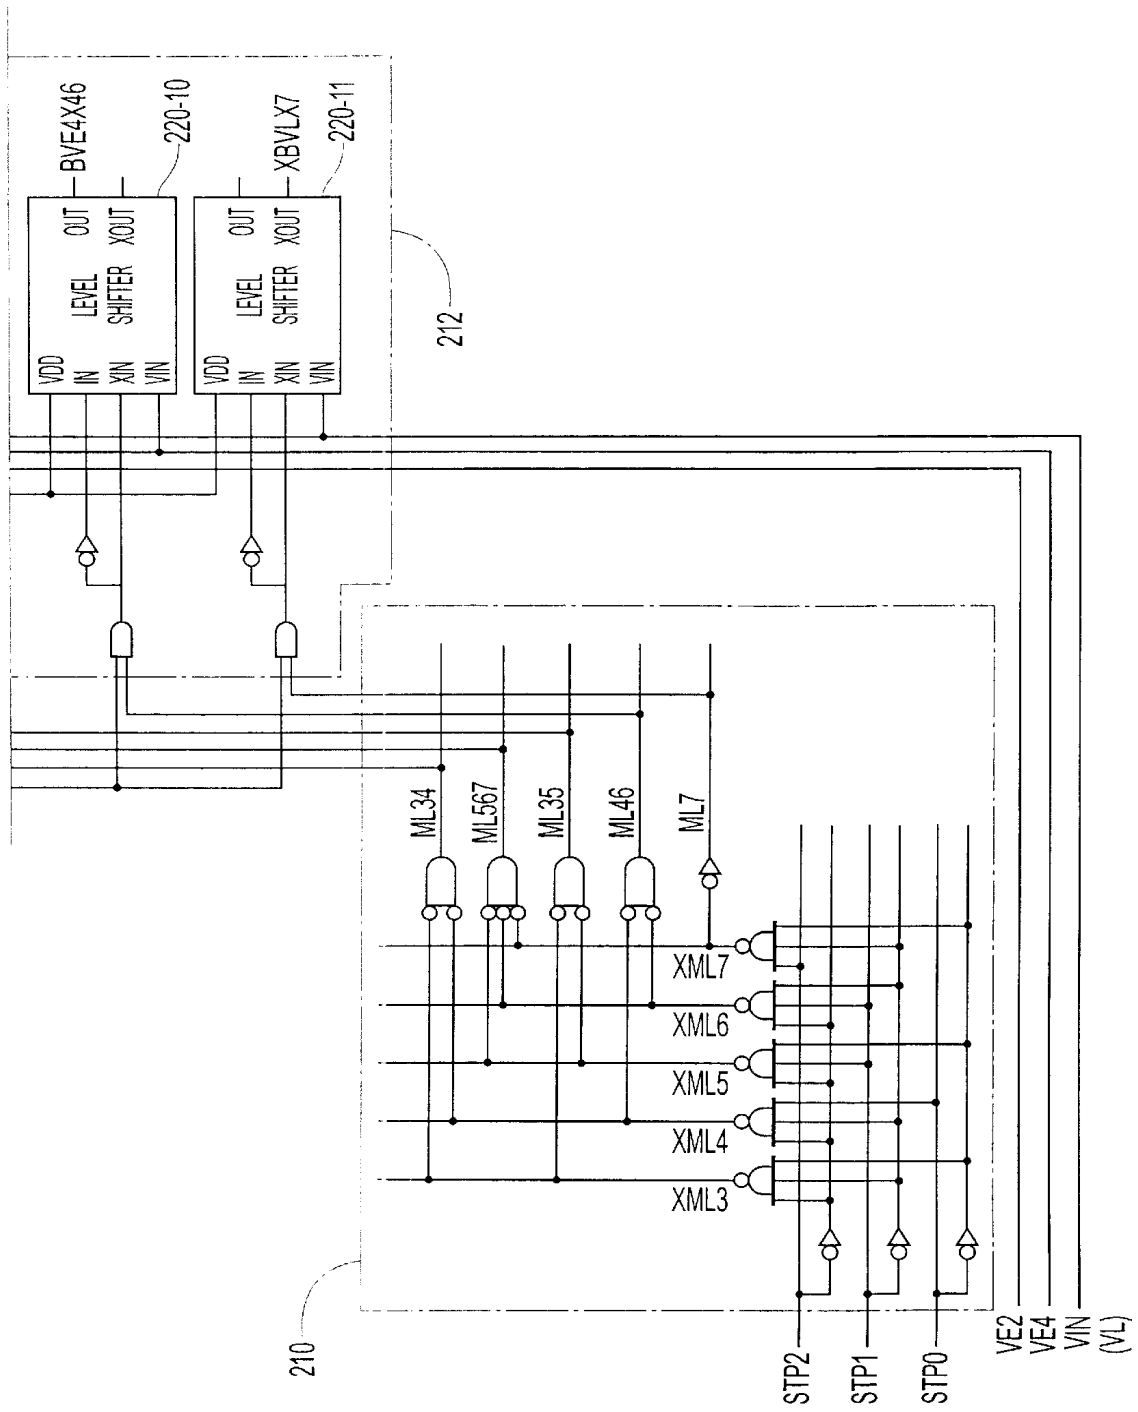 BVE4X46
220-10
OUT
XOUT
LEVEL
SHIFTER
VDD
IN
XIN
VIN
XBVLX7
220-11
OUT
XOUT
LEVEL
SHIFTER
VDD
IN
XIN
VIN
212
ML34
ML567
ML35
ML46
ML7
XML7
XML6
XML5
XML4
XML3
210
STP2
STP1
STP0
VE2
VE4
VIN
(VL)